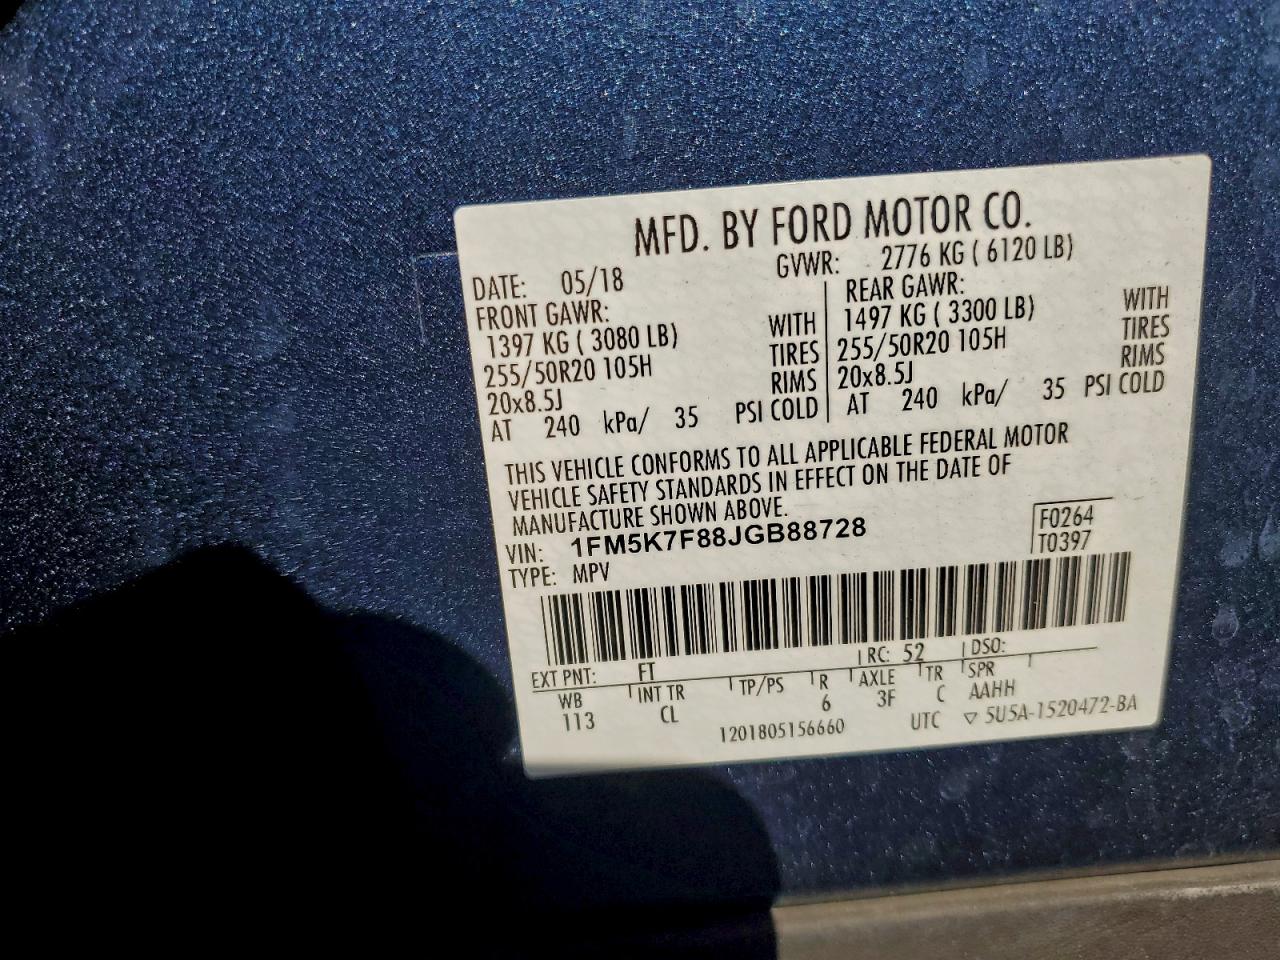 MFD. BY FORD MOTOR CO.
DATE: 05/18 GVWR: 2776 KG ( 6120 LB)
FRONT GAWR: REAR GAWR:
1397 KG ( 3080 LB) WITH 1497 KG ( 3300 LB) WITH
255/50R20 105H TIRES 255/50R20 105H TIRES
20x8.5J RIMS 20x8.5J RIMS
AT 240 kPa/ 35 PSI COLD AT 240 kPa/ 35 PSI COLD
THIS VEHICLE CONFORMS TO ALL APPLICABLE FEDERAL MOTOR
VEHICLE SAFETY STANDARDS IN EFFECT ON THE DATE OF
MANUFACTURE SHOWN ABOVE.
VIN: 1FM5K7F88JGB88728 F0264
TYPE: MPV T0397
EXT PNT: FT RC: 52 DSO:
WB INT TR TP/PS R AXLE TR SPR
113 CL 6 3F C AAHH
1201805156660 UTC ▽ 5U5A-1520472-BA